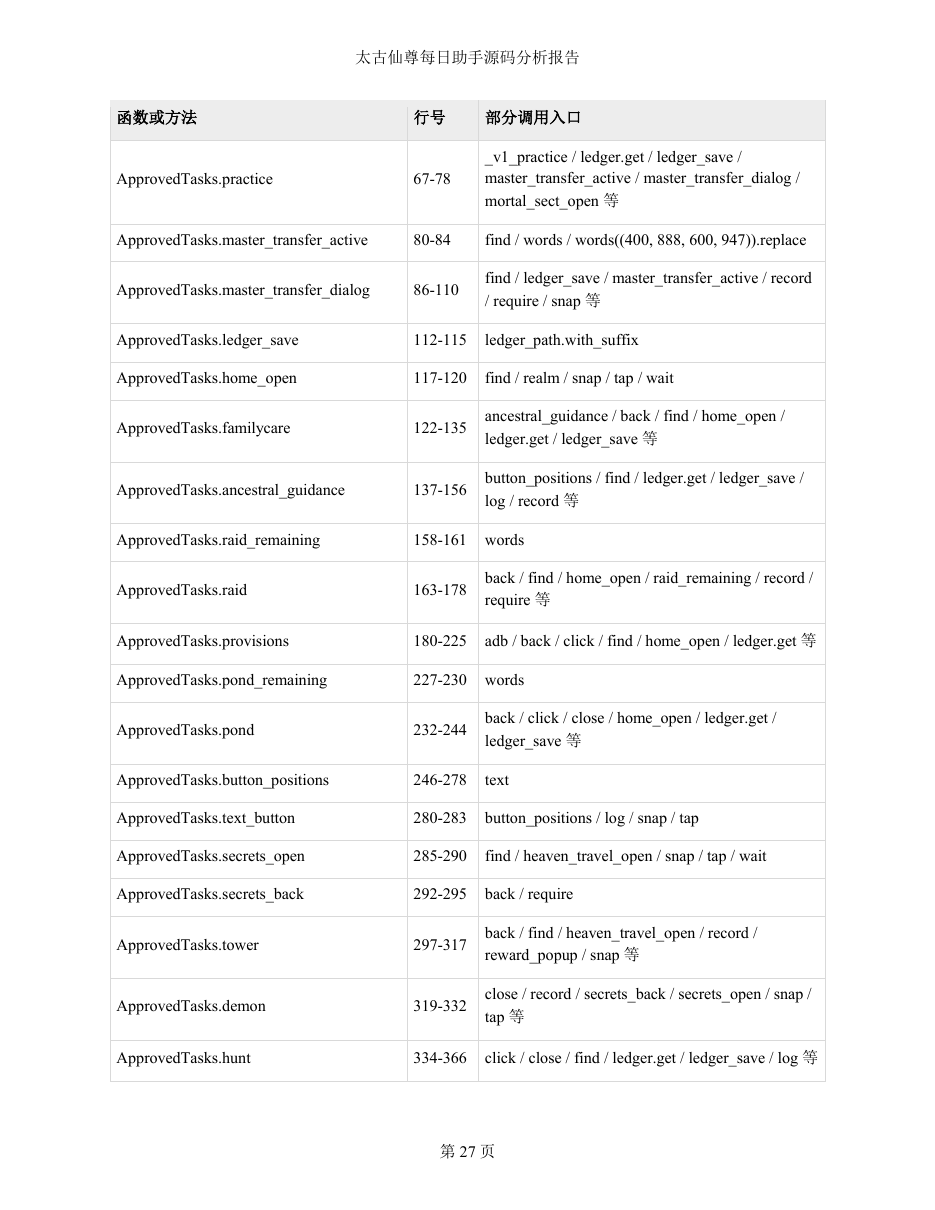 太古仙尊每日助手源码分析报告
函数或方法 行号 部分调用入口
ApprovedTasks.practice 67-78 _v1_practice / ledger.get / ledger_save /
master_transfer_active / master_transfer_dialog /
mortal_sect_open 等
ApprovedTasks.master_transfer_active 80-84 find / words / words((400, 888, 600, 947)).replace
ApprovedTasks.master_transfer_dialog 86-110 find / ledger_save / master_transfer_active / record
/ require / snap 等
ApprovedTasks.ledger_save 112-115 ledger_path.with_suffix
ApprovedTasks.home_open 117-120 find / realm / snap / tap / wait
ApprovedTasks.familycare 122-135 ancestral_guidance / back / find / home_open /
ledger.get / ledger_save 等
ApprovedTasks.ancestral_guidance 137-156 button_positions / find / ledger.get / ledger_save /
log / record 等
ApprovedTasks.raid_remaining 158-161 words
ApprovedTasks.raid 163-178 back / find / home_open / raid_remaining / record /
require 等
ApprovedTasks.provisions 180-225 adb / back / click / find / home_open / ledger.get 等
ApprovedTasks.pond_remaining 227-230 words
ApprovedTasks.pond 232-244 back / click / close / home_open / ledger.get /
ledger_save 等
ApprovedTasks.button_positions 246-278 text
ApprovedTasks.text_button 280-283 button_positions / log / snap / tap
ApprovedTasks.secrets_open 285-290 find / heaven_travel_open / snap / tap / wait
ApprovedTasks.secrets_back 292-295 back / require
ApprovedTasks.tower 297-317 back / find / heaven_travel_open / record /
reward_popup / snap 等
ApprovedTasks.demon 319-332 close / record / secrets_back / secrets_open / snap /
tap 等
ApprovedTasks.hunt 334-366 click / close / find / ledger.get / ledger_save / log 等
第 27 页